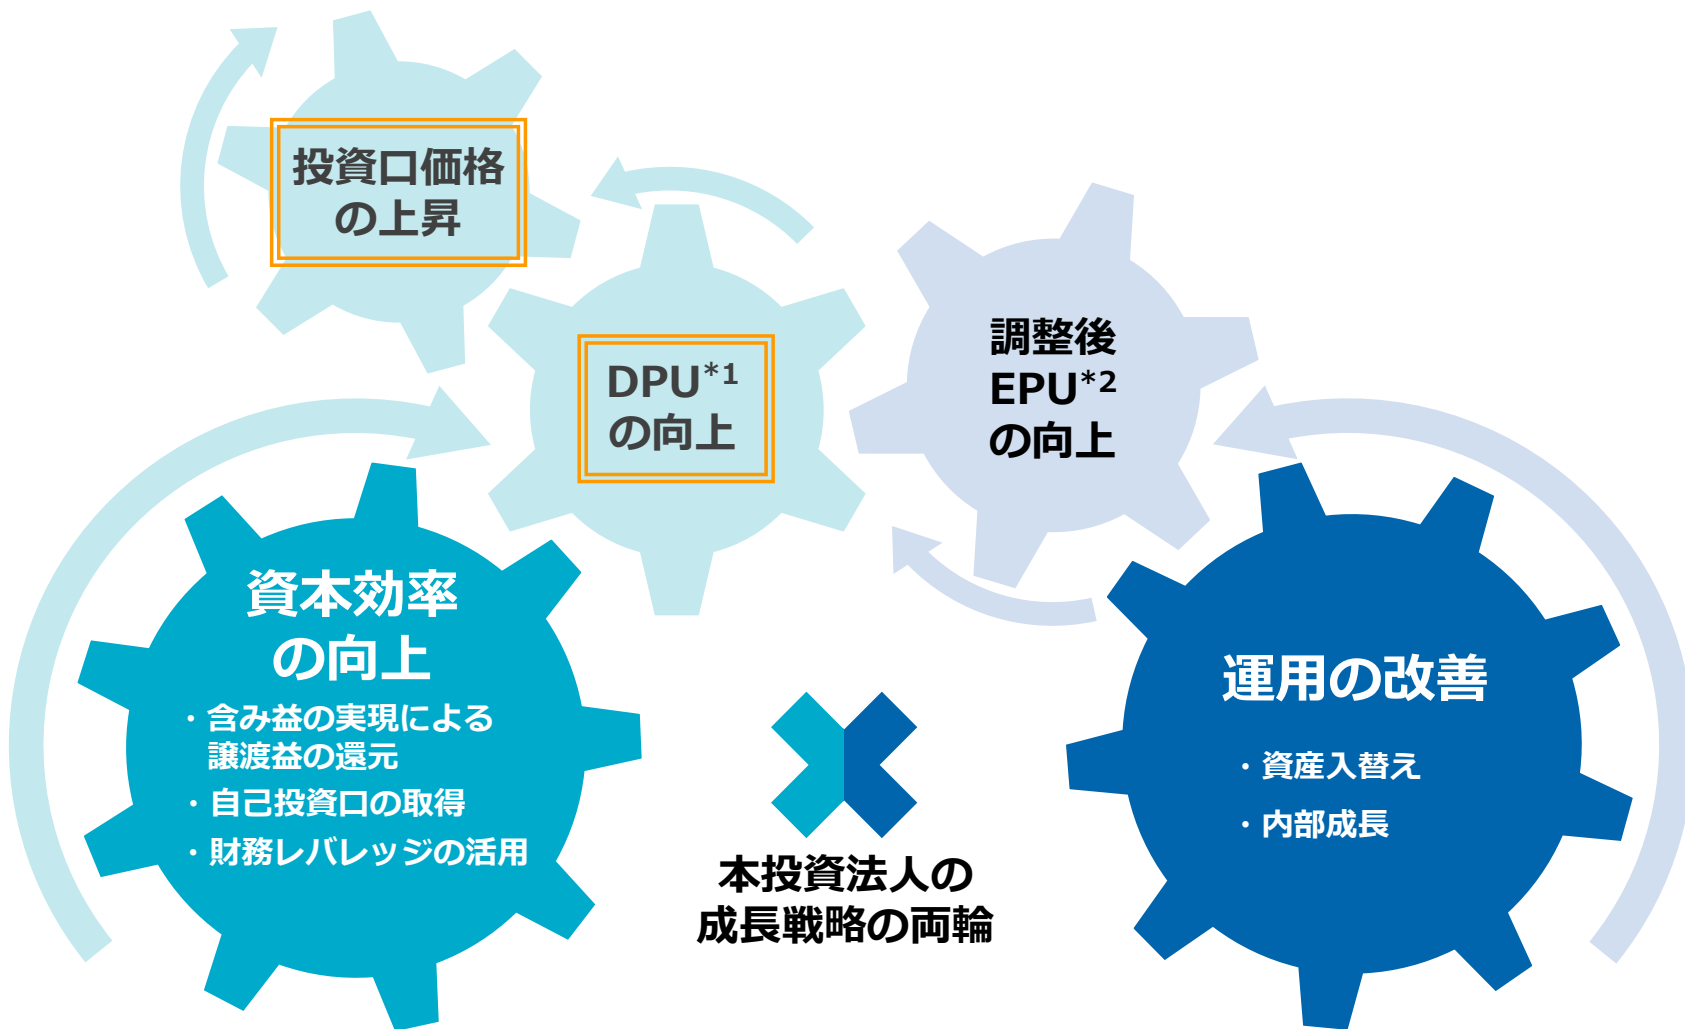 投資口価格
の上昇
DPU*1
の向上
調整後
EPU*2
の向上
資本効率
の向上
・含み益の実現による
譲渡益の還元
・自己投資口の取得
・財務レバレッジの活用
運用の改善
・資産入替え
・内部成長
本投資法人の
成長戦略の両輪